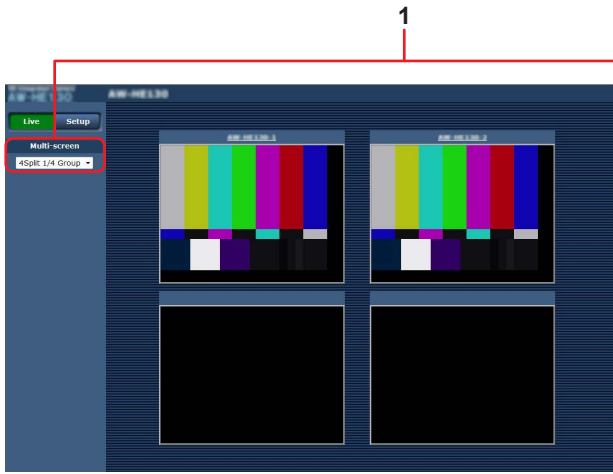 1
AW-HE130
AW-HE130
Live Setup
Multi-screen
4Split 1/4 Group
AW-HE130-1 AW-HE130-2